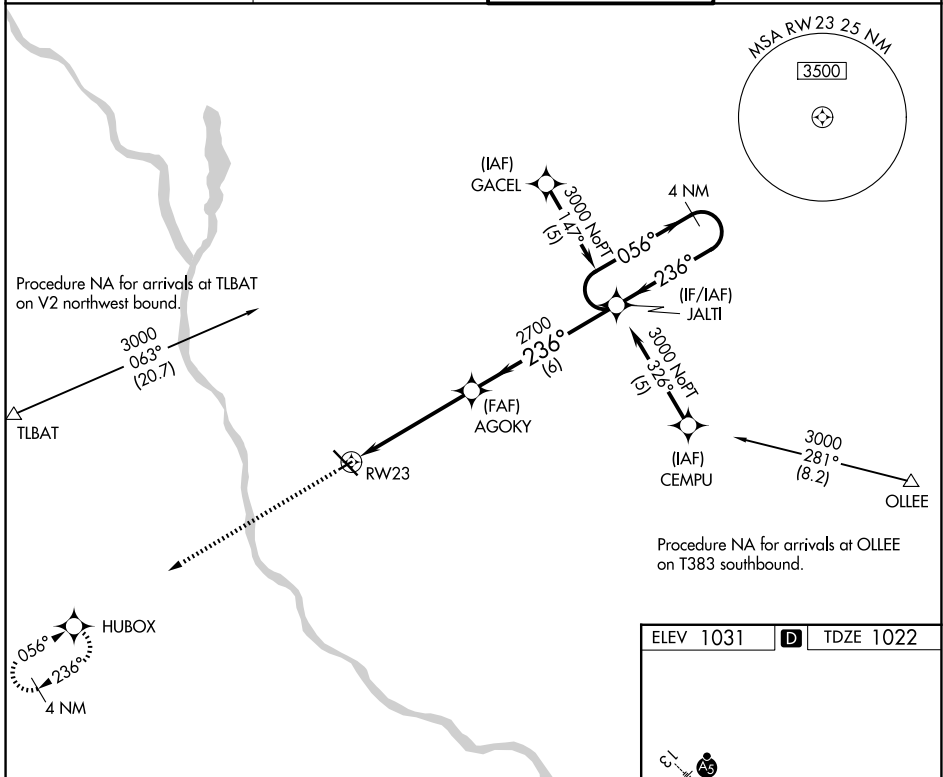 MSA RW23 25 NM
3500
(IAF)
GACEL
3000 NoPT
147°
(5)
4 NM
056°
236°
(IF/IAF)
JALTI
Procedure NA for arrivals at TLBAT
on V2 northwest bound.
3000
063°
(20.7)
TLBAT
2700
236°
(6)
3000 NoPT
326°
(5)
(FAF)
AGOKY
RW23
(IAF)
CEMPU
3000
281°
(8.2)
OLLEE
Procedure NA for arrivals at OLLEE
on T383 southbound.
HUBOX
056°
236°
4 NM
ELEV 1031 D TDZE 1022
13
A5